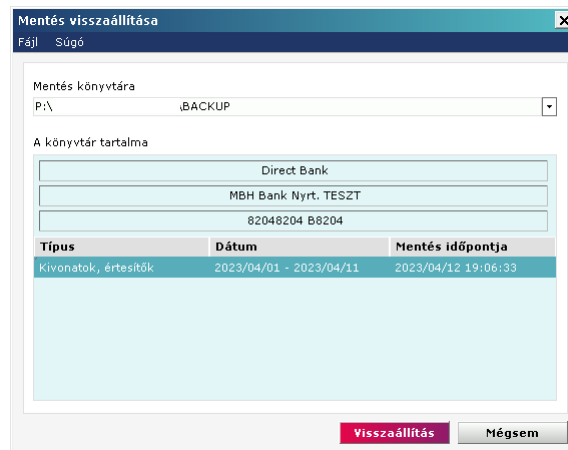 Mentés visszaállítása
Fájl Súgó
Mentés könyvtára
P:\ \BACKUP
A könyvtár tartalma
Direct Bank
MBH Bank Nyrt. TESZT
82048204 B8204
Típus Dátum Mentés időpontja
Kivonatok, értesítők 2023/04/01 - 2023/04/11 2023/04/12 19:06:33
Visszaállítás Mégsem